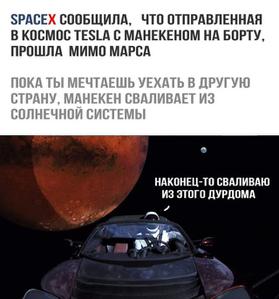 SPACEX СООБЩИЛА, ЧТО ОТПРАВЛЕННАЯ
В КОСМОС TESLA С МАНЕКЕНОМ НА БОРТУ,
ПРОШЛА МИМО МАРСА
ПОКА ТЫ МЕЧТАЕШЬ УЕХАТЬ В ДРУГУЮ
СТРАНУ, МАНЕКЕН СВАЛИВАЕТ ИЗ
СОЛНЕЧНОЙ СИСТЕМЫ
НАКОНЕЦ-ТО СВАЛИВАЮ
ИЗ ЭТОГО ДУРДОМА